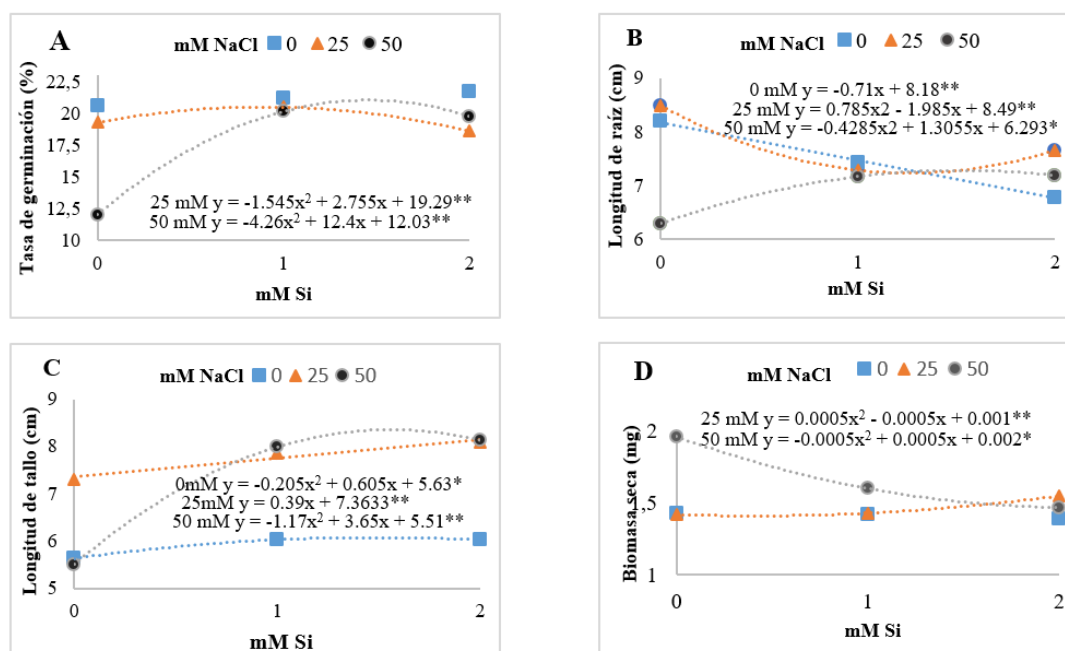 A
mM NaCl 0 25 50
Tasa de germinación (%)
22,5
20
17,5
15
12,5
10
25 mM y = -1.545x² + 2.755x + 19.29**
50 mM y = -4.26x² + 12.4x + 12.03**
0 1 2
mM Si
B
mM NaCl 0 25 50
Longitud de raíz (cm)
9
8
7
6
0 mM y = -0.71x + 8.18**
25 mM y = 0.785x2 - 1.985x + 8.49**
50 mM y = -0.4285x2 + 1.3055x + 6.293*
0 1 2
mM Si
C
mM NaCl 0 25 50
Longitud de tallo (cm)
9
8
7
6
5
0mM y = -0.205x² + 0.605x + 5.63*
25mM y = 0.39x + 7.3633**
50 mM y = -1.17x² + 3.65x + 5.51**
0 1 2
mM Si
D
mM NaCl 0 25 50
Biomasa seca (mg)
2
1,5
1
25 mM y = 0.0005x² - 0.0005x + 0.001**
50 mM y = -0.0005x² + 0.0005x + 0.002*
0 1 2
mM Si